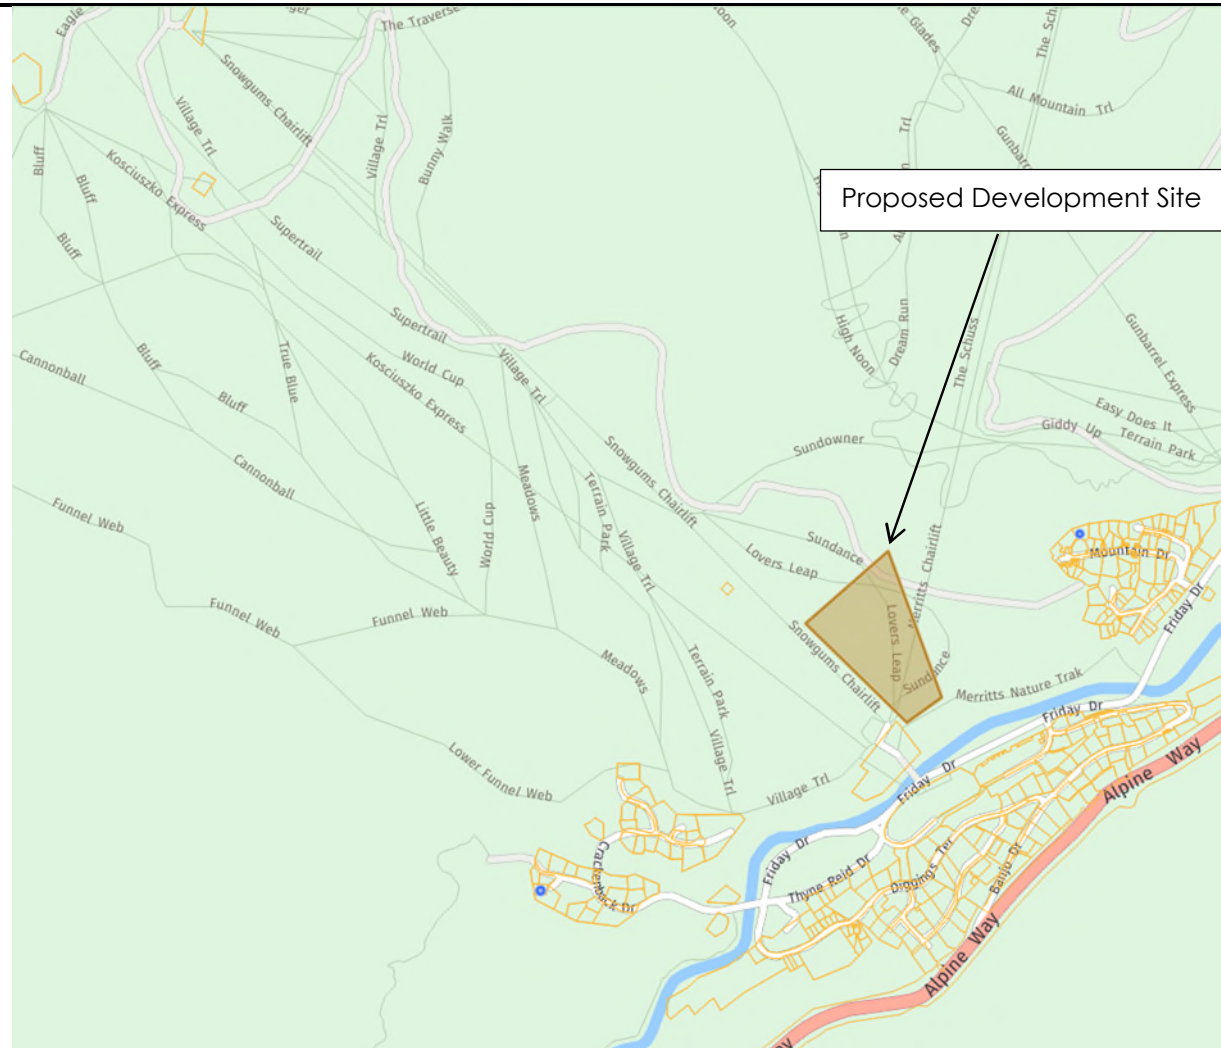 Eagle
The Traverse
Snowgums Chairlift
Village Trl
Village Trl
Bunny Walk
The Schuss
All Mountain Trl
Bluff
Bluff
Kosciuszko Express
Supertrail
Bluff
Proposed Development Site
Supertrail
World Cup
Kosciuszko Express
Village Trl
High Noon
Dream Run
The Schuss
Gunbarrel Express
Easy Does It
Giddy Up
Terrain Park
Cannonball
Bluff
True Blue
Bluff
Sundowner
Snowgums Chairlift
Cannonball
Meadows
Terrain Park
Funnel Web
Little Beauty
World Cup
Village Trl
Sundance
Lovers Leap
Merritts Chairlift
Mountain Dr
Friday Dr
Funnel Web
Funnel Web
Snowgums Chairlift
Lovers Leap
Sundance
Meadows
Terrain Park
Merritts Nature Trak
Friday Dr
Village Trl
Lower Funnel Web
Village Trl
Friday Dr
Alpine Way
Friday Dr
Crackenback Dr
Thyne Reid Dr
Diggings Ter
Banjo Dr
Alpine Way